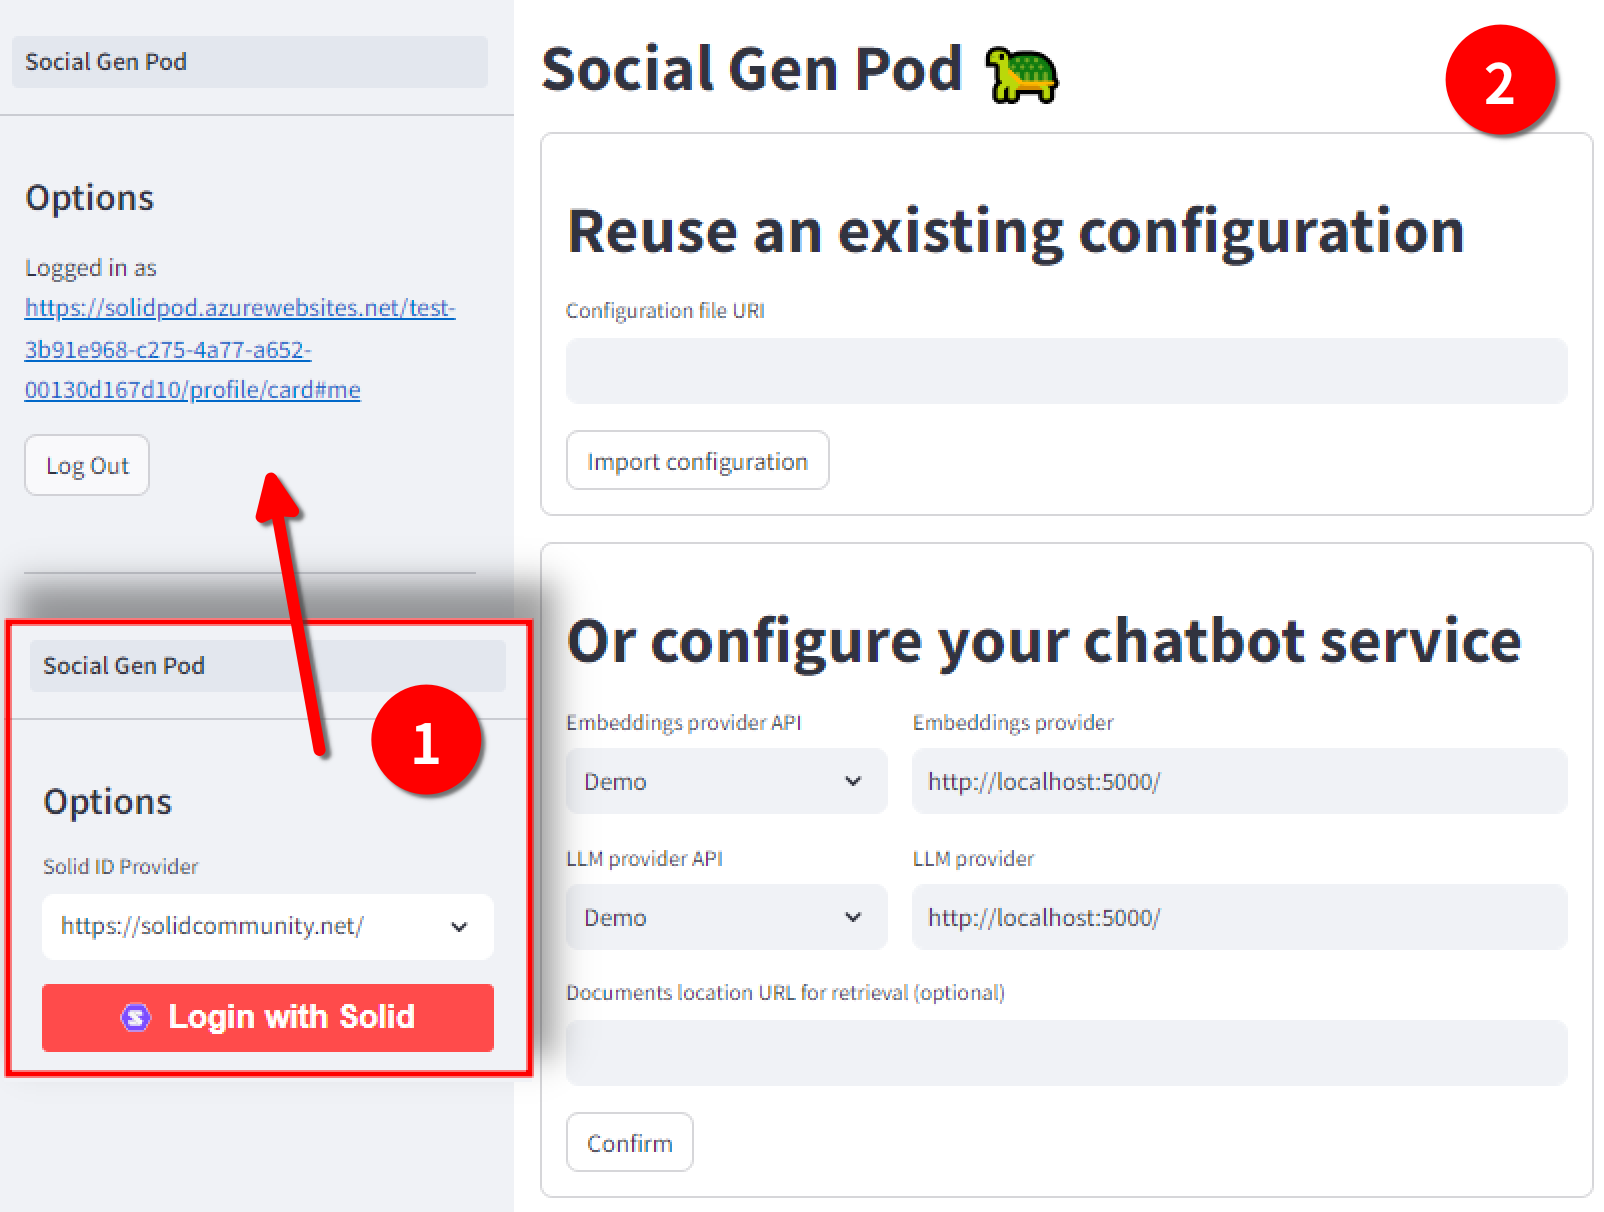 Social Gen Pod
Options
Logged in as
https://solidpod.azurewebsites.net/test-
3b91e968-c275-4a77-a652-
00130d167d10/profile/card#me
Log Out
Social Gen Pod
1
Options
Solid ID Provider
https://solidcommunity.net/
Login with Solid
Social Gen Pod
2
Reuse an existing configuration
Configuration file URI
Import configuration
Or configure your chatbot service
Embeddings provider API
Embeddings provider
Demo
http://localhost:5000/
LLM provider API
LLM provider
Demo
http://localhost:5000/
Documents location URL for retrieval (optional)
Confirm